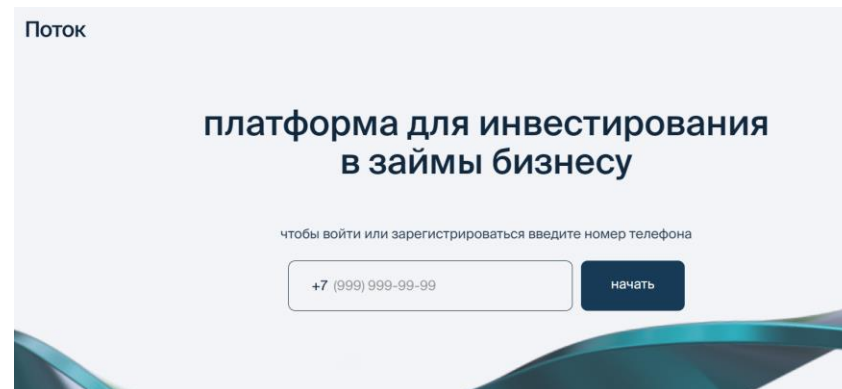 Поток
платформа для инвестирования
в займы бизнесу
чтобы войти или зарегистрироваться введите номер телефона
+7 (999) 999-99-99
начать